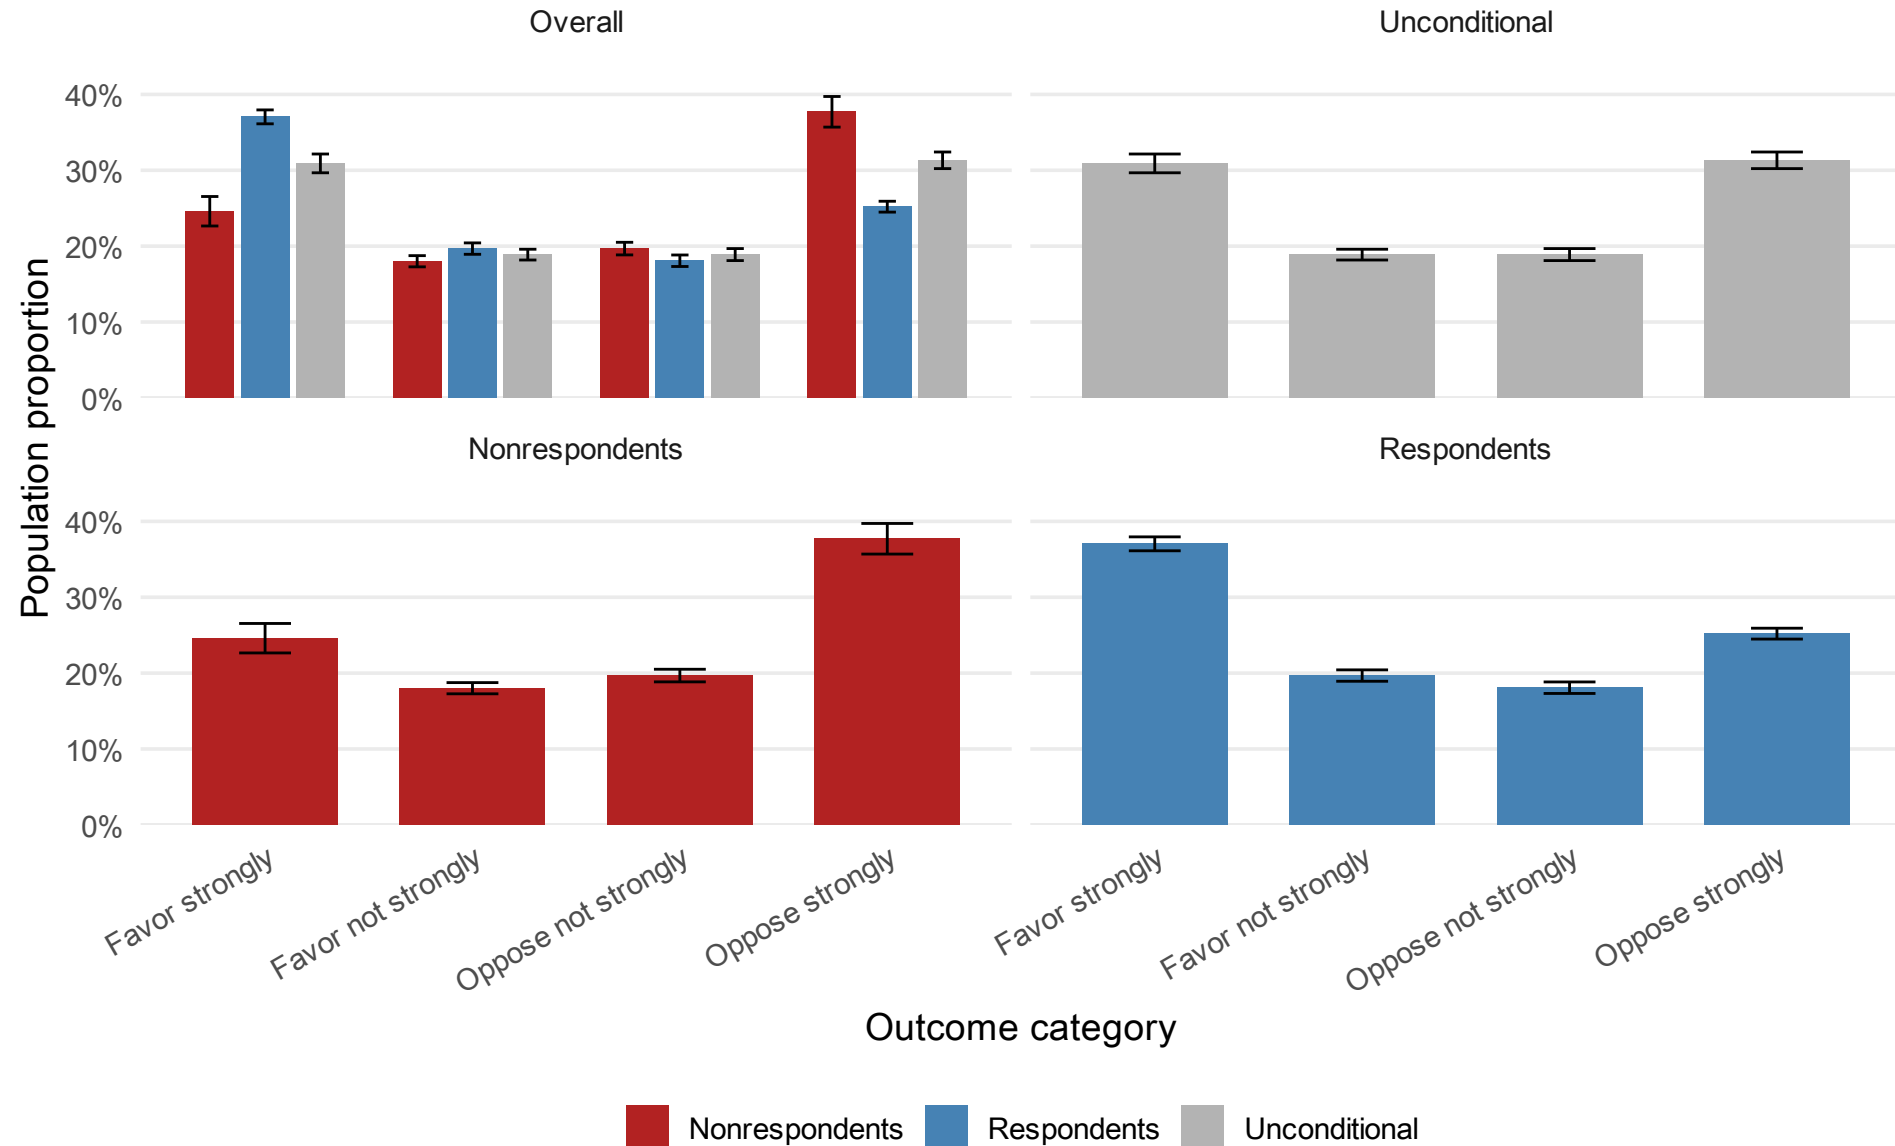 Overall
Unconditional
40%
30%
20%
10%
0%
Nonrespondents
Respondents
40%
30%
20%
10%
0%
Population proportion
Favor strongly
Favor not strongly
Oppose not strongly
Oppose strongly
Favor strongly
Favor not strongly
Oppose not strongly
Oppose strongly
Outcome category
Nonrespondents
Respondents
Unconditional